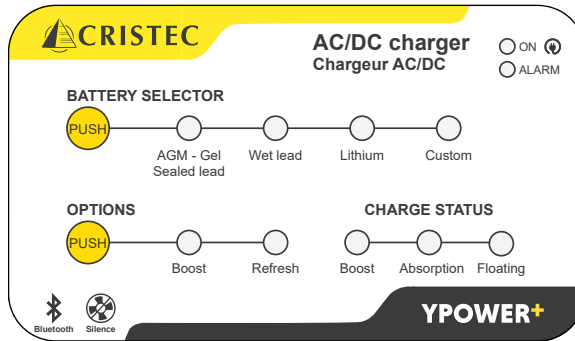 CRISTEC
AC/DC charger
Chargeur AC/DC
ON
ALARM
BATTERY SELECTOR
PUSH
AGM - Gel
Sealed lead
Wet lead
Lithium
Custom
OPTIONS
PUSH
Boost
Refresh
CHARGE STATUS
Boost
Absorption
Floating
Bluetooth
Silence
YPOWER+